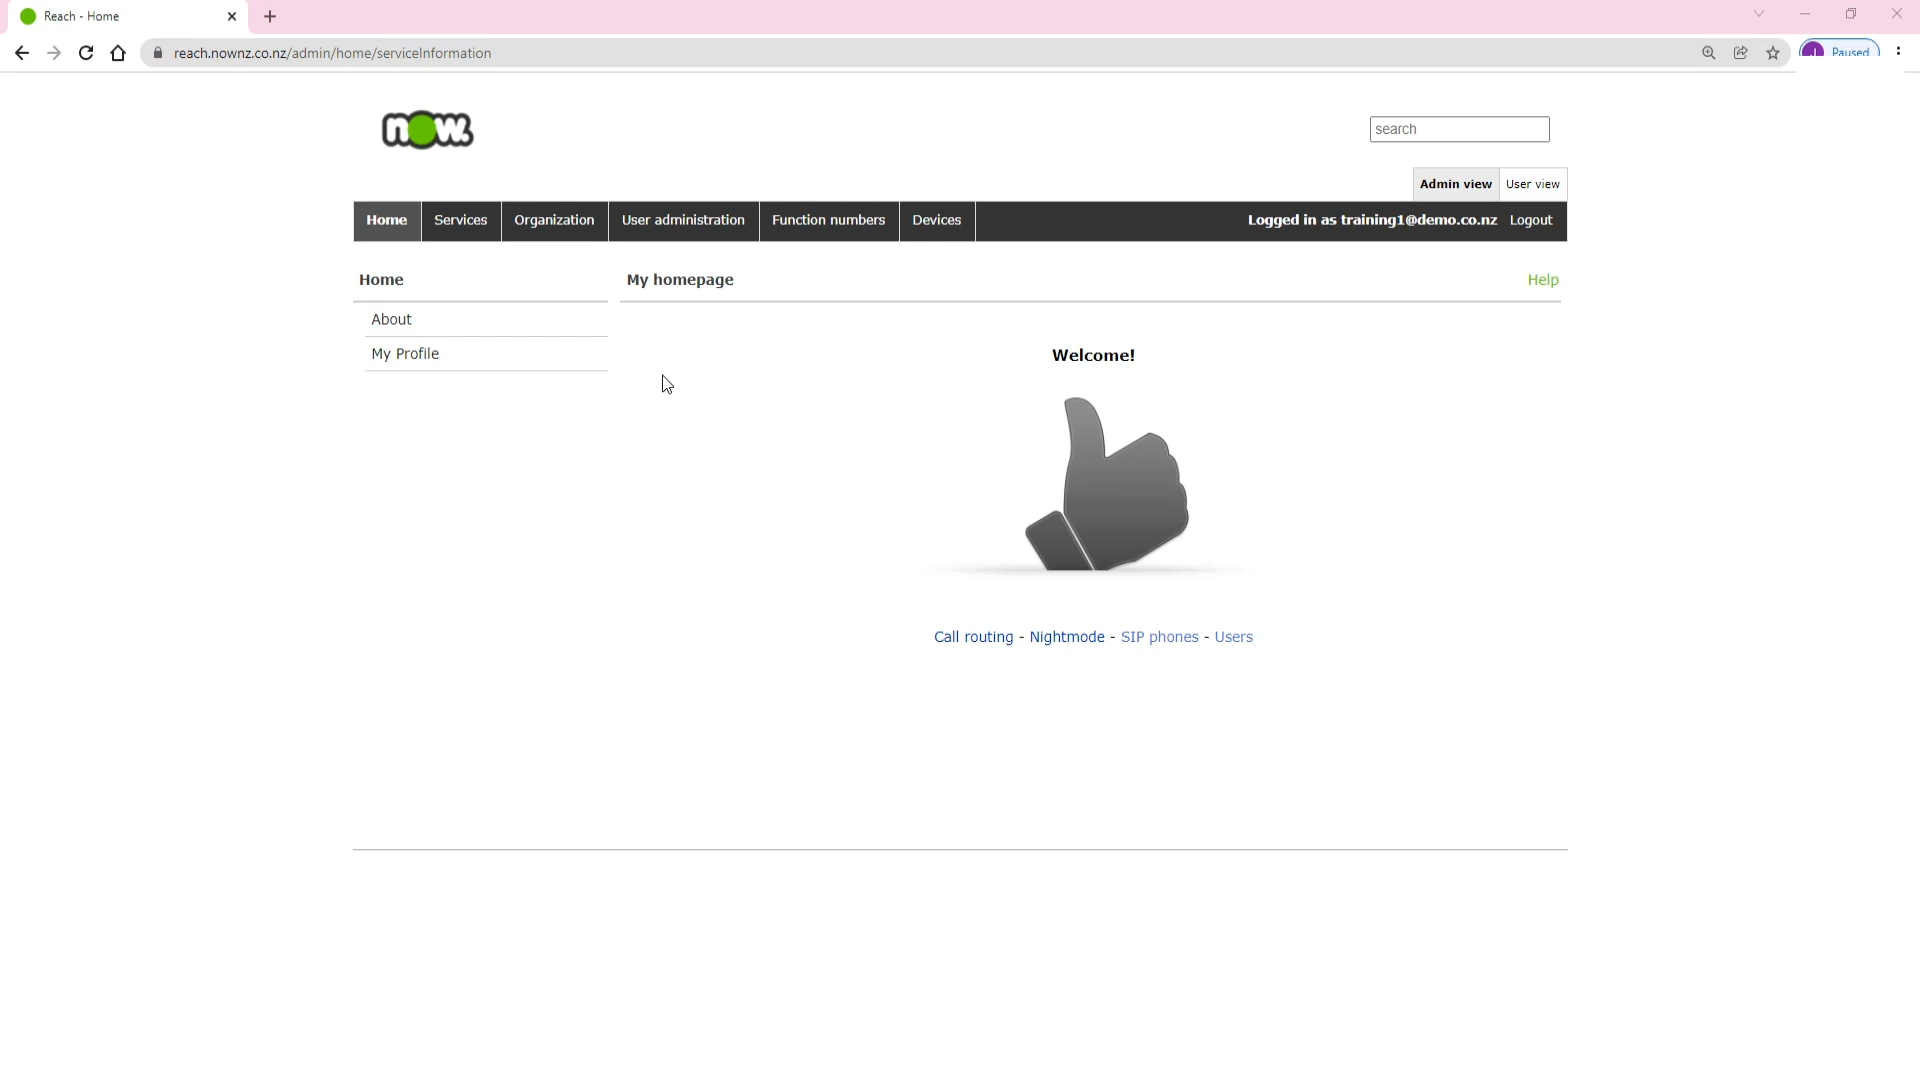 Reach - Home
reach.nownz.co.nz/admin/home/serviceInformation
Paused
now.
search
Admin view User view
Home Services Organization User administration Function numbers Devices Logged in as training1@demo.co.nz Logout
Home
My homepage
Help
About
My Profile
Welcome!
Call routing - Nightmode - SIP phones - Users